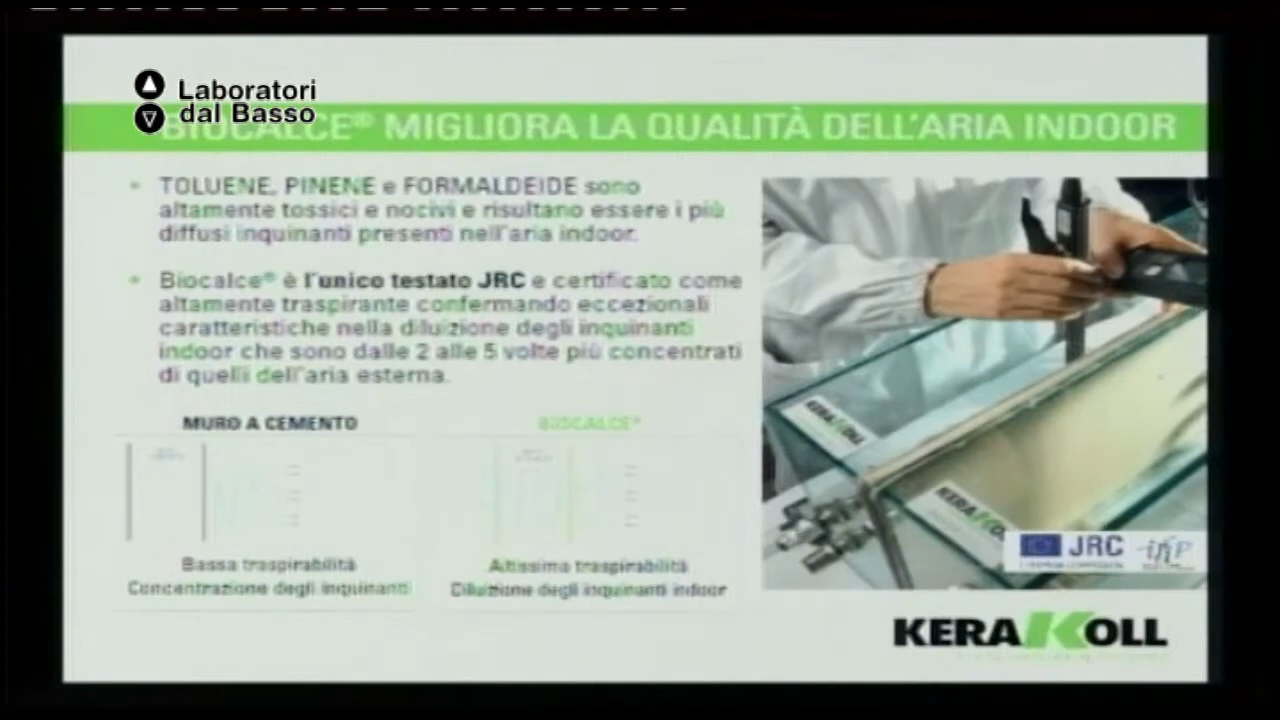 Laboratori
dal Basso
BIOCALCE® MIGLIORA LA QUALITÀ DELL'ARIA INDOOR
• TOLUENE, PINENE e FORMALDEIDE sono
altamente tossici e nocivi e risultano essere i più
diffusi inquinanti presenti nell'aria indoor.
• Biocalce® è l'unico testato JRC e certificato come
altamente traspirante confermando eccezionali
caratteristiche nella diluizione degli inquinanti
indoor che sono dalle 2 alle 5 volte più concentrati
di quelli dell'aria esterna.
MURO A CEMENTO
BIOCALCE®
Bassa traspirabilità
Concentrazione degli inquinanti
Altissima traspirabilità
Diluizione degli inquinanti indoor
KERAKOLL
KERAKOLL
JRC
EUROPEAN COMMISSION
KERAKOLL